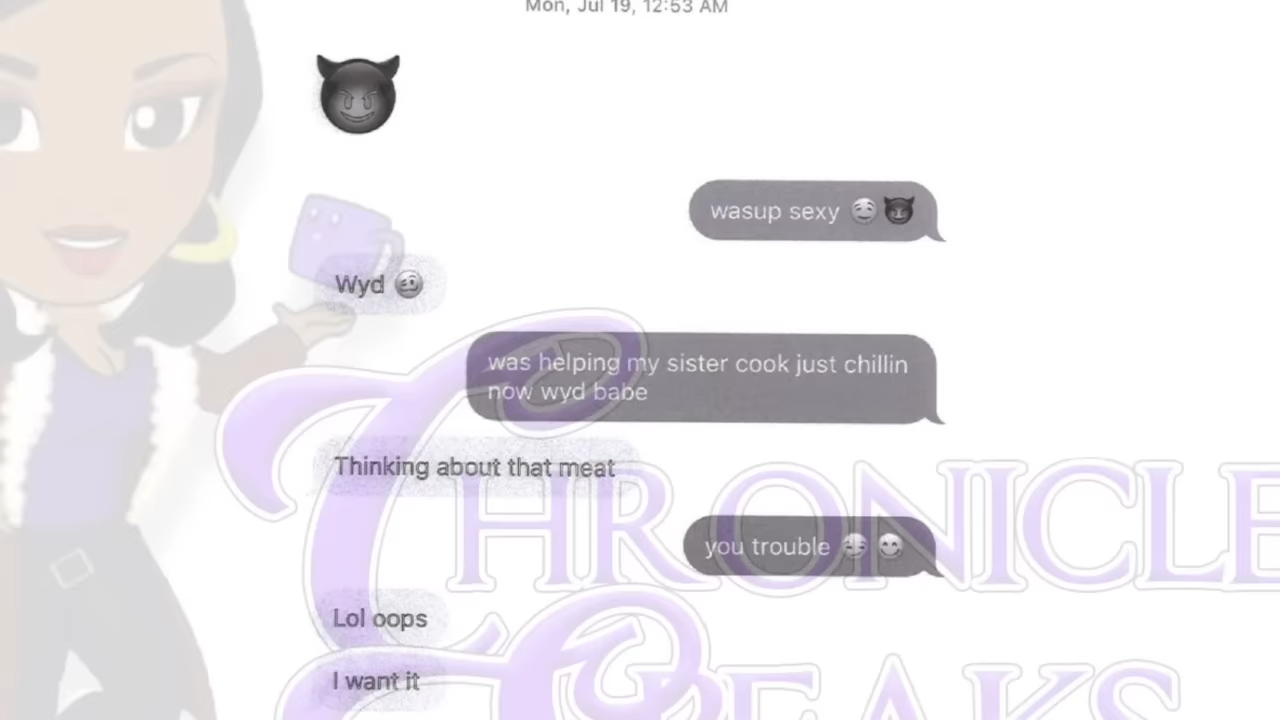 Mon, Jul 19, 12:53 AM
😈
wasup sexy 😈
Wyd
was helping my sister cook just chillin
now wyd babe
Thinking about that meat
CHRONICLE
you trouble
Lol oops
I want it